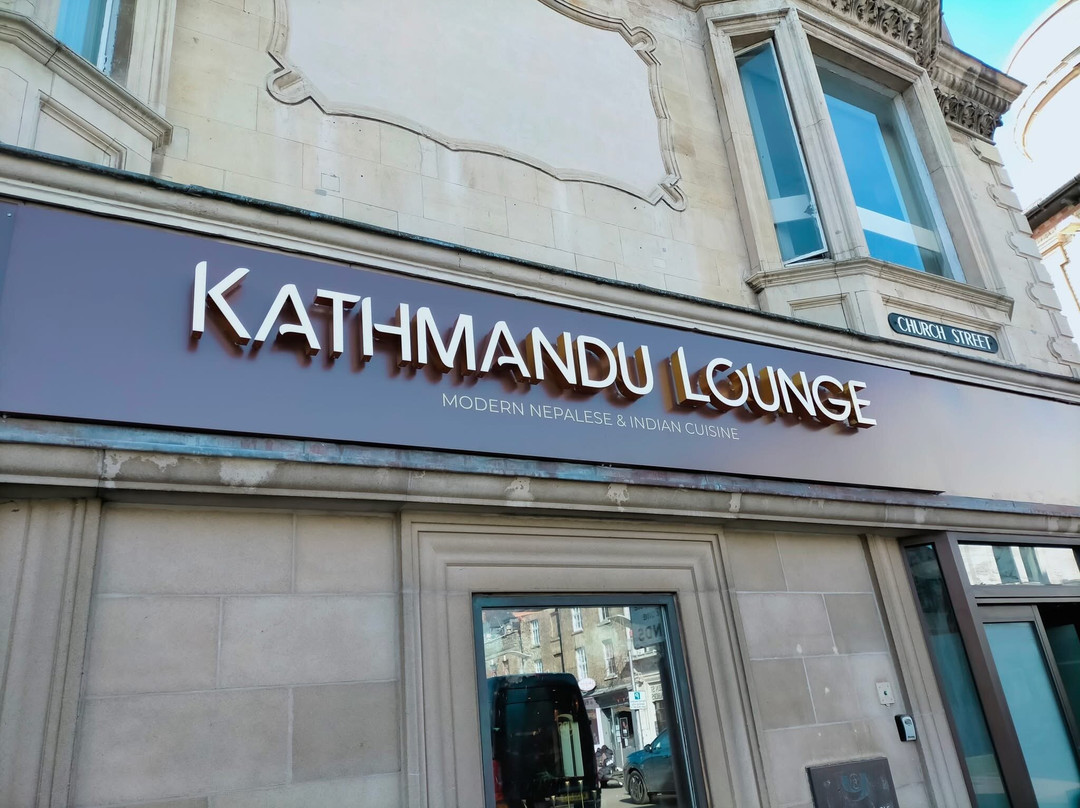 CHURCH STREET
KATHMANDU LOUNGE
MODERN NEPALESE & INDIAN CUISINE